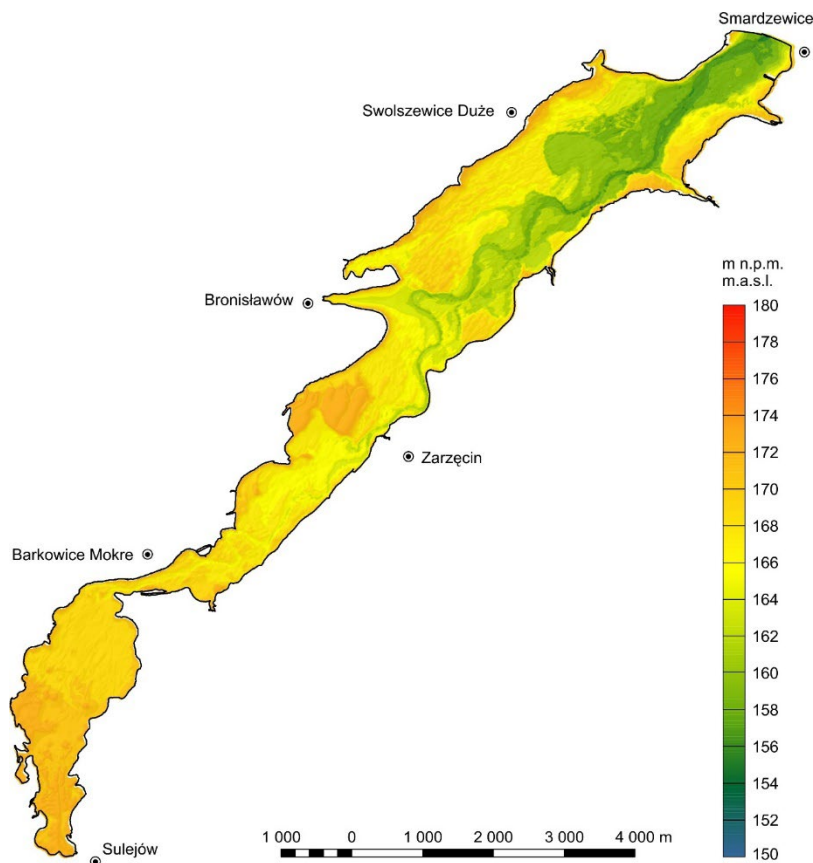 Smardzewice
Swolszewice Duże
m n.p.m.
m.a.s.l.
Bronisławów
180
178
176
174
172
170
168
166
164
162
160
158
156
154
152
150
Zarzęcin
Barkowice Mokre
Sulejów
1 000 0 1 000 2 000 3 000 4 000 m